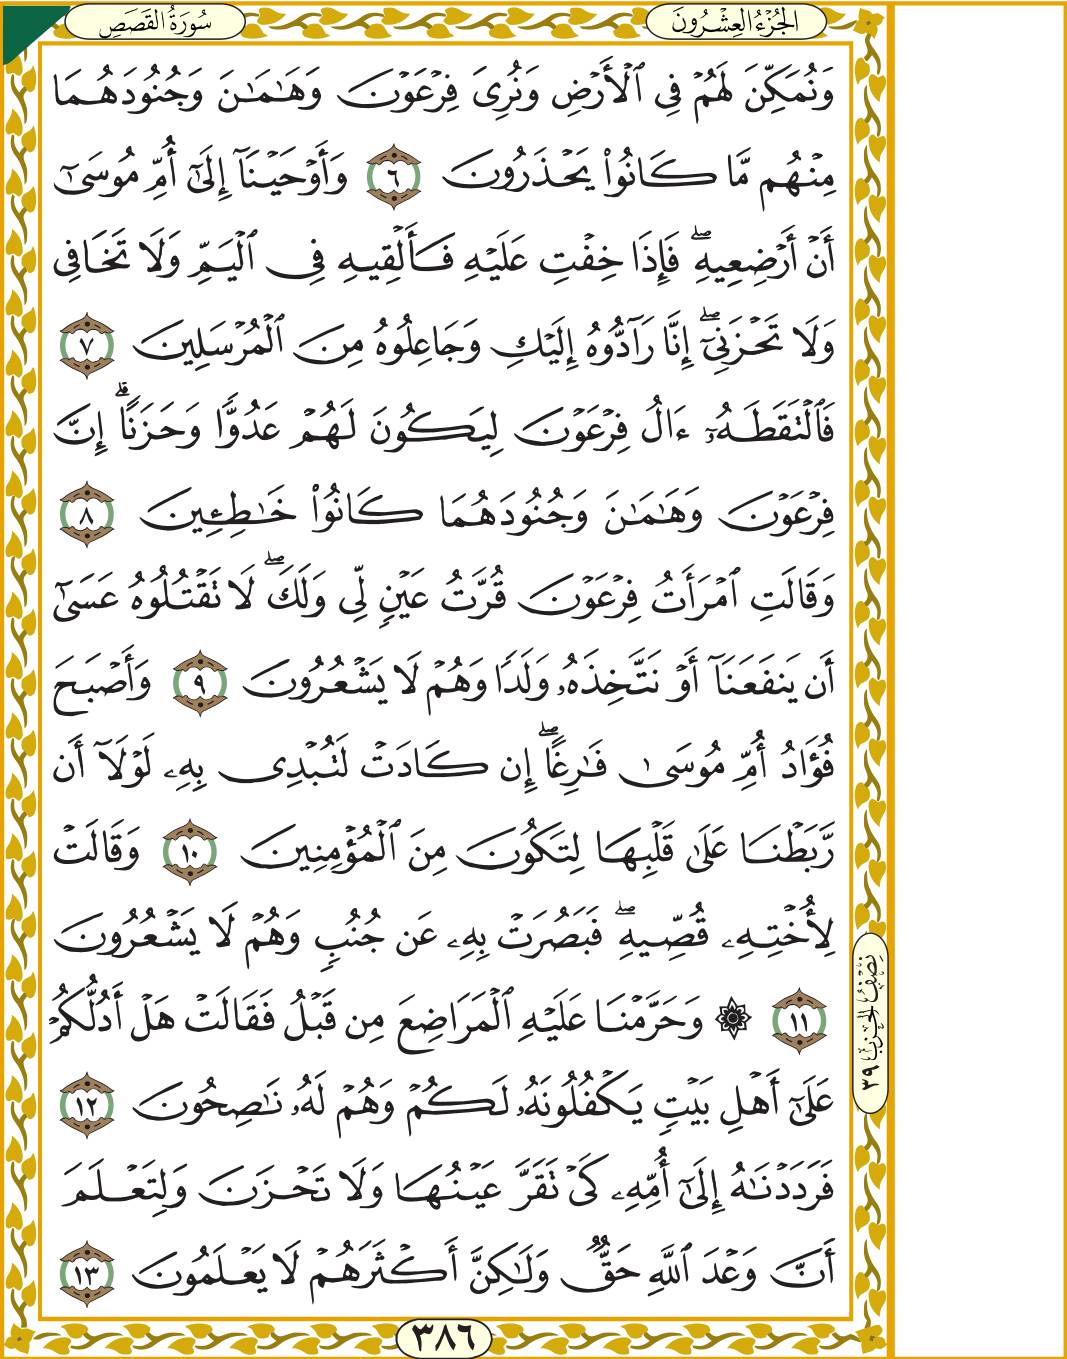 الجُزْءُ العِشْرُونَ
سُورَةُ القَصَصِ
وَنُمَكِّنَ لَهُمْ فِي ٱلْأَرْضِ وَنُرِىَ فِرْعَوْنَ وَهَٰمَٰنَ وَجُنُودَهُمَا
مِنْهُم مَّا كَانُوا۟ يَحْذَرُونَ ٦ وَأَوْحَيْنَآ إِلَىٰٓ أُمِّ مُوسَىٰٓ
أَنْ أَرْضِعِيهِ ۖ فَإِذَا خِفْتِ عَلَيْهِ فَأَلْقِيهِ فِى ٱلْيَمِّ وَلَا تَخَافِى
وَلَا تَحْزَنِىٓ ۖ إِنَّا رَآدُّوهُ إِلَيْكِ وَجَاعِلُوهُ مِنَ ٱلْمُرْسَلِينَ ٧
فَٱلْتَقَطَهُۥٓ ءَالُ فِرْعَوْنَ لِيَكُونَ لَهُمْ عَدُوًّا وَحَزَنًا ۗ إِنَّ
فِرْعَوْنَ وَهَٰمَٰنَ وَجُنُودَهُمَا كَانُوا۟ خَٰطِـِٔينَ ٨
وَقَالَتِ ٱمْرَأَتُ فِرْعَوْنَ قُرَّتُ عَيْنٍ لِّى وَلَكَ ۖ لَا تَقْتُلُوهُ عَسَىٰٓ
أَن يَنفَعَنَآ أَوْ نَتَّخِذَهُۥ وَلَدًا وَهُمْ لَا يَشْعُرُونَ ٩ وَأَصْبَحَ
فُؤَادُ أُمِّ مُوسَىٰ فَٰرِغًا ۖ إِن كَادَتْ لَتُبْدِى بِهِۦ لَوْلَآ أَن
رَّبَطْنَا عَلَىٰ قَلْبِهَا لِتَكُونَ مِنَ ٱلْمُؤْمِنِينَ ١٠ وَقَالَتْ
لِأُخْتِهِۦ قُصِّيهِ ۖ فَبَصُرَتْ بِهِۦ عَن جُنُبٍ وَهُمْ لَا يَشْعُرُونَ
١١ ۞ وَحَرَّمْنَا عَلَيْهِ ٱلْمَرَاضِعَ مِن قَبْلُ فَقَالَتْ هَلْ أَدُلُّكُمْ
عَلَىٰٓ أَهْلِ بَيْتٍ يَكْفُلُونَهُۥ لَكُمْ وَهُمْ لَهُۥ نَٰصِحُونَ ١٢
فَرَدَدْنَٰهُ إِلَىٰٓ أُمِّهِۦ كَىْ تَقَرَّ عَيْنُهَا وَلَا تَحْزَنَ وَلِتَعْلَمَ
أَنَّ وَعْدَ ٱللَّهِ حَقٌّ وَلَٰكِنَّ أَكْثَرَهُمْ لَا يَعْلَمُونَ ١٣
نِصْفُ الحِزْبِ ٣٩
٣٨٦